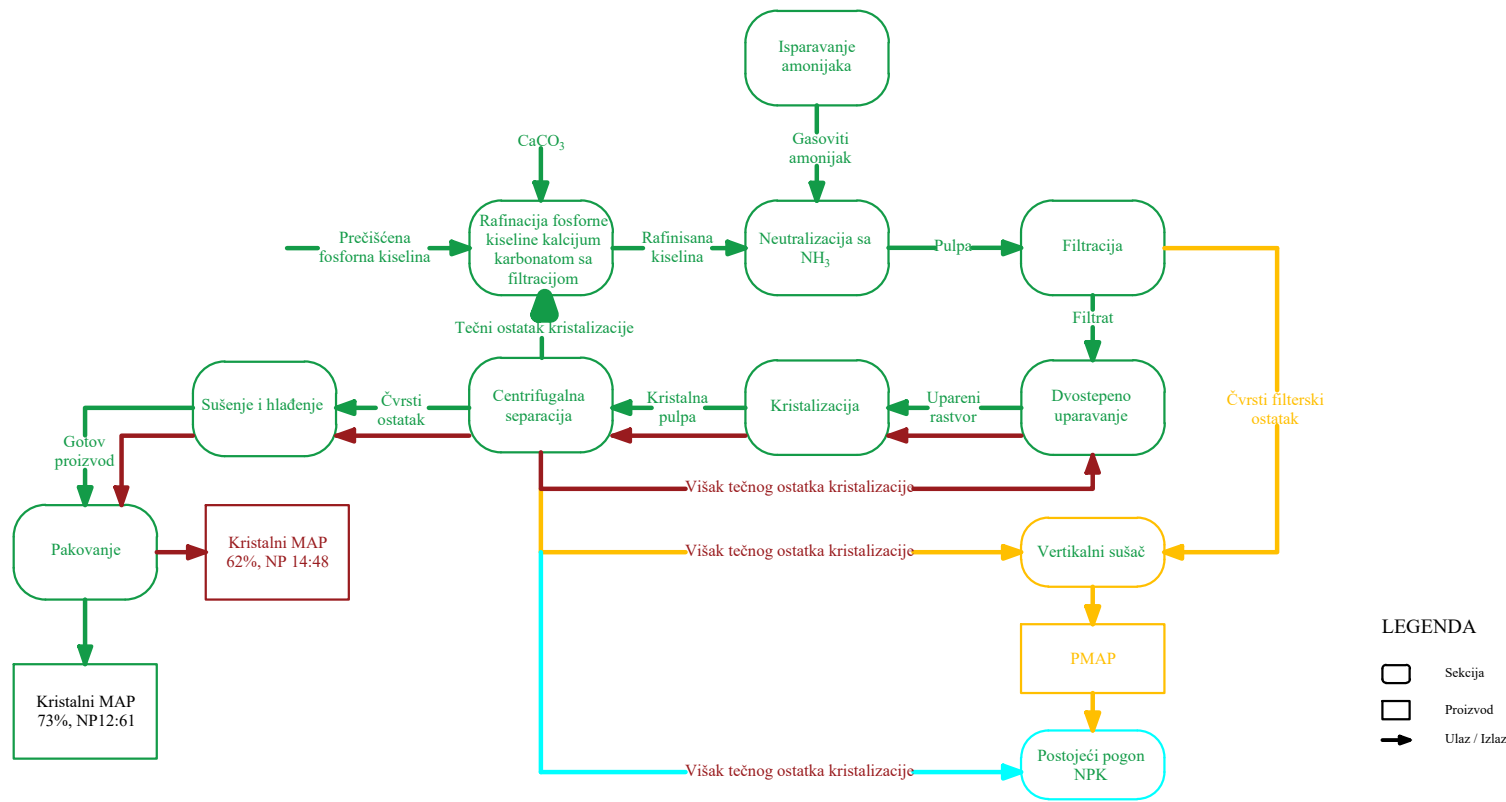 Isparavanje
amonijaka
Gasoviti
amonijak
CaCO₃
Prečišćena
fosforna kiselina
Rafinacija fosforne
kiseline kalcijum
karbonatom sa
filtracijom
Rafinisana
kiselina
Neutralizacija sa
NH₃
Pulpa
Filtracija
Filtrat
Tečni ostatak kristalizacije
Sušenje i hlađenje
Čvrsti
ostatak
Centrifugalna
separacija
Kristalna
pulpa
Kristalizacija
Upareni
rastvor
Dvostepeno
uparavanje
Čvrsti filterski
ostatak
Gotov
proizvod
Višak tečnog ostatka kristalizacije
Pakovanje
Kristalni MAP
62%, NP 14:48
Višak tečnog ostatka kristalizacije
Vertikalni sušač
PMAP
Kristalni MAP
73%, NP12:61
Višak tečnog ostatka kristalizacije
Postojeći pogon
NPK
LEGENDA
Sekcija
Proizvod
Ulaz / Izlaz